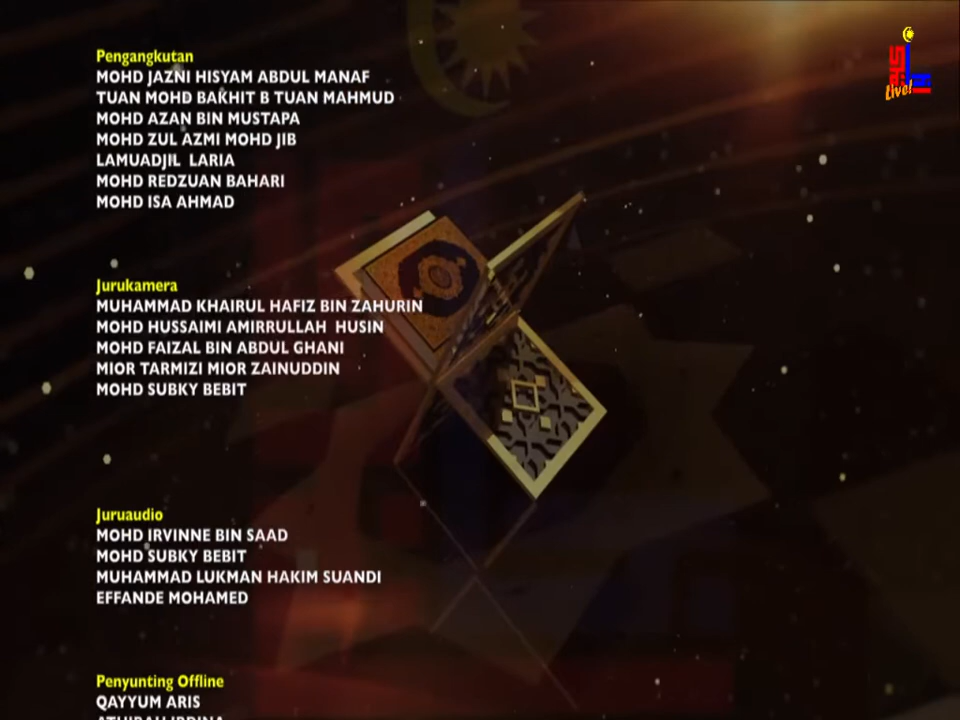 Pengangkutan
MOHD JAZNI HISYAM ABDUL MANAF
TUAN MOHD BAKHIT B TUAN MAHMUD
MOHD AZAN BIN MUSTAPA
MOHD ZUL AZMI MOHD JIB
LAMUADJIL LARIA
MOHD REDZUAN BAHARI
MOHD ISA AHMAD
Jurukamera
MUHAMMAD KHAIRUL HAFIZ BIN ZAHURIN
MOHD HUSSAIMI AMIRRULLAH HUSIN
MOHD FAIZAL BIN ABDUL GHANI
MIOR TARMIZI MIOR ZAINUDDIN
MOHD SUBKY BEBIT
Juruaudio
MOHD IRVINNE BIN SAAD
MOHD SUBKY BEBIT
MUHAMMAD LUKMAN HAKIM SUANDI
EFFANDE MOHAMED
Penyunting Offline
QAYYUM ARIS
Live!